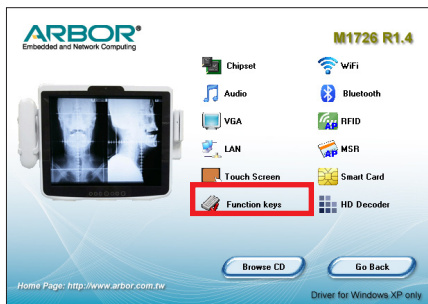 ARBOR®
Embedded and Network Computing
M1726 R1.4
Chipset
WiFi
Audio
Bluetooth
VGA
AP RFID
LAN
AP MSR
Touch Screen
Smart Card
Function keys
HD Decoder
Browse CD
Go Back
Home Page: http://www.arbor.com.tw
Driver for Windows XP only